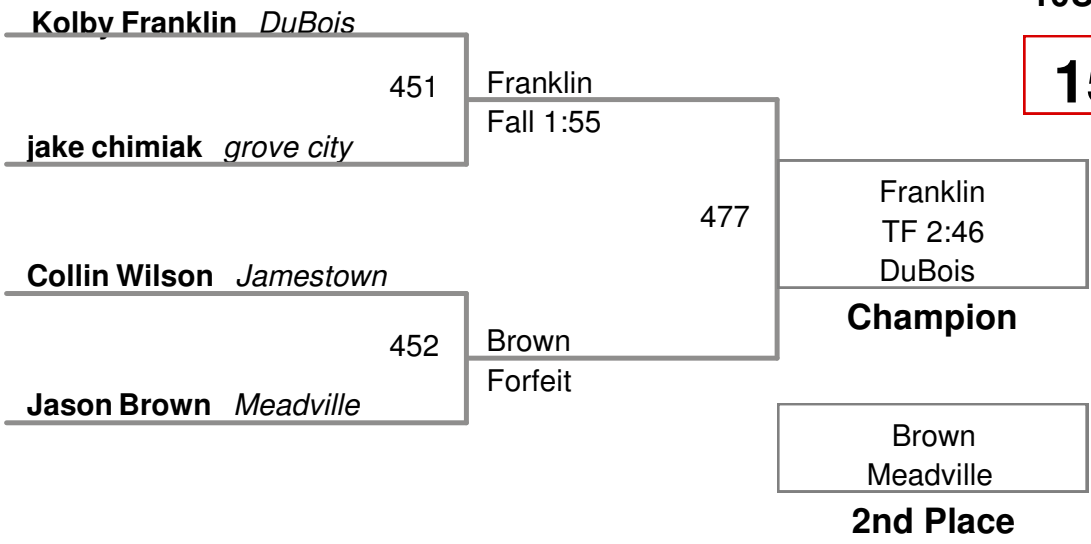 Kolby Franklin DuBois
451
Franklin
Fall 1:55
jake chimiak grove city
477
Franklin
TF 2:46
DuBois
Champion
Collin Wilson Jamestown
452
Brown
Forfeit
Jason Brown Meadville
Brown
Meadville
2nd Place